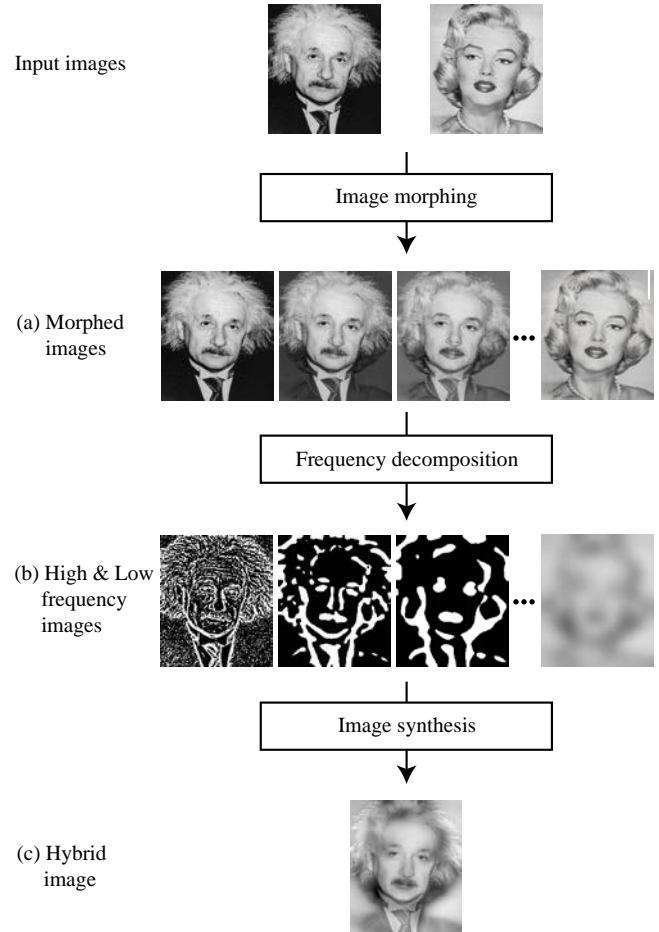 Input images
Image morphing
(a) Morphed
images
•••
Frequency decomposition
(b) High & Low
frequency
images
•••
Image synthesis
(c) Hybrid
image